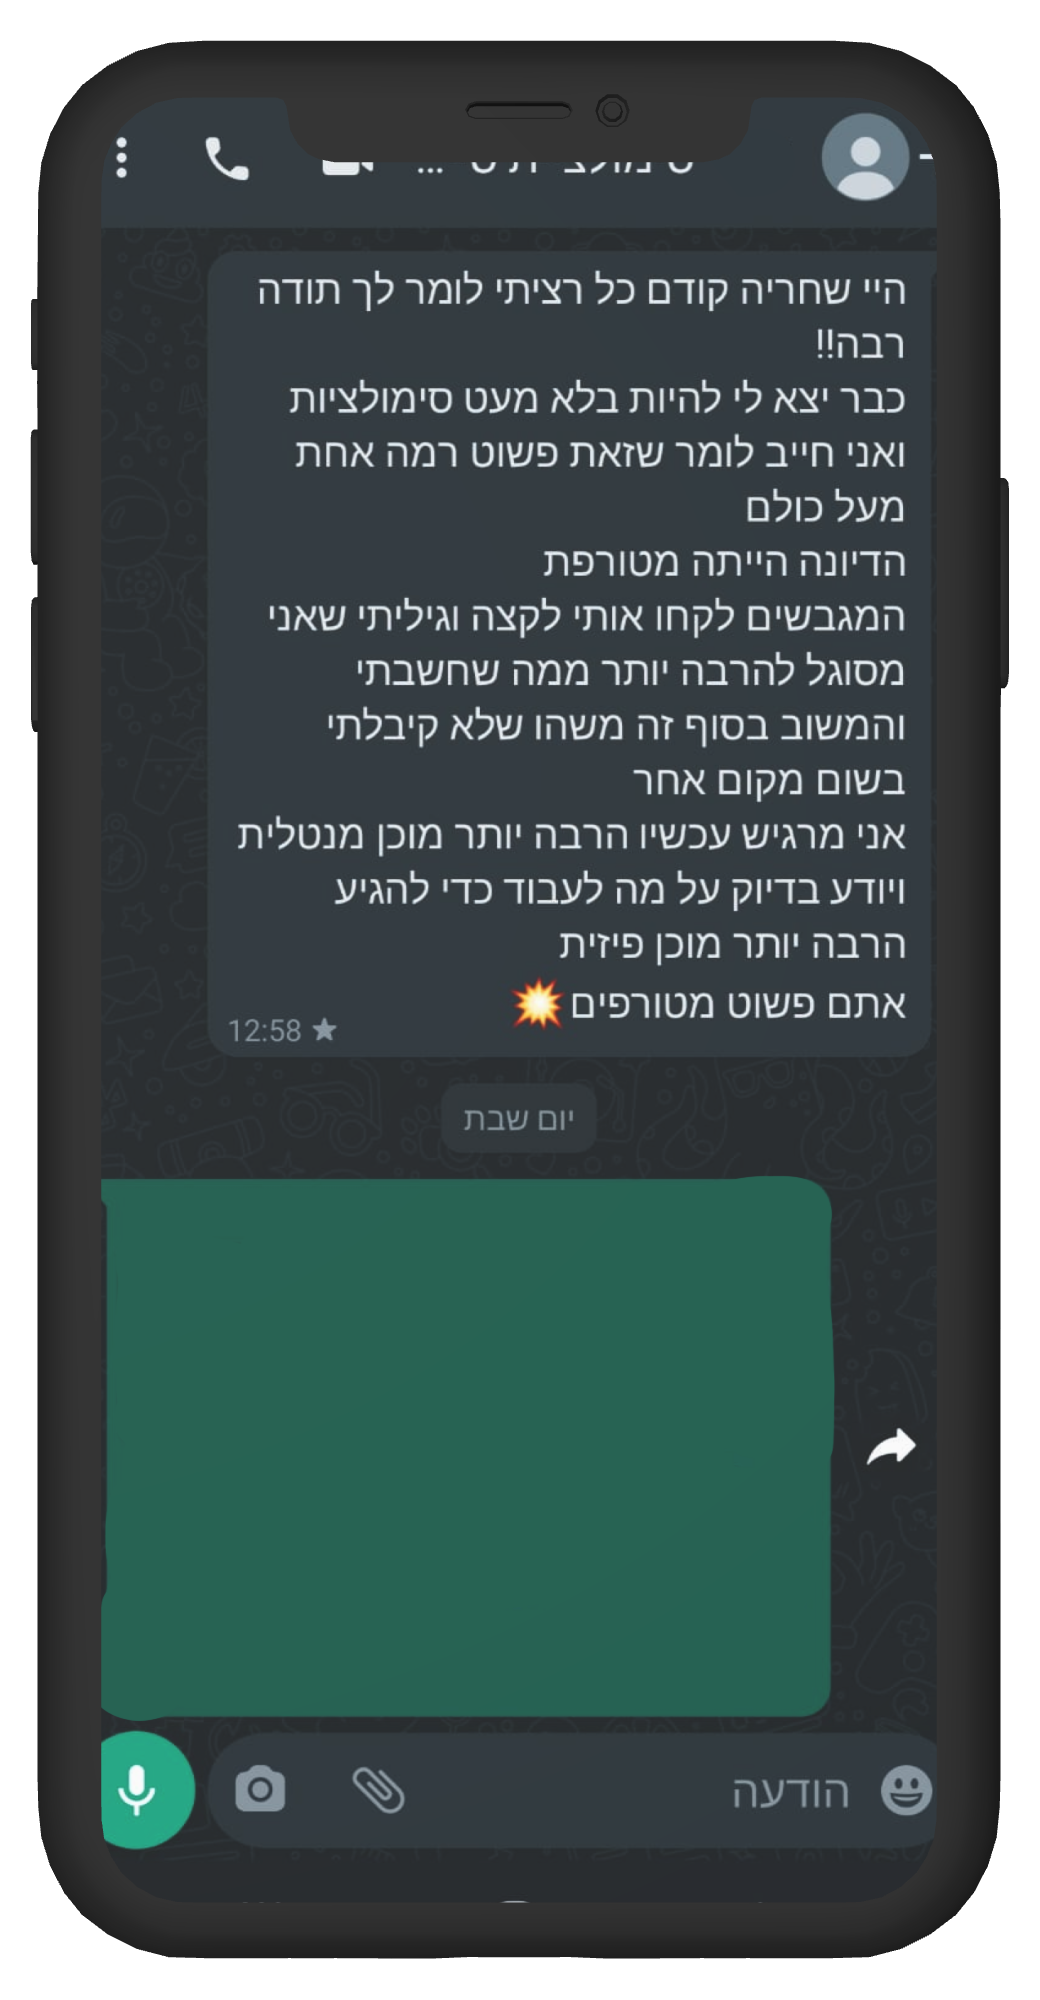 היי שחריה קודם כל רציתי לומר לך תודה
רבה!!
כבר יצא לי להיות בלא מעט סימולציות
ואני חייב לומר שזאת פשוט רמה אחת
מעל כולם
הדיונה הייתה מטורפת
המגבשים לקחו אותי לקצה וגיליתי שאני
מסוגל להרבה יותר ממה שחשבתי
והמשוב בסוף זה משהו שלא קיבלתי
בשום מקום אחר
אני מרגיש עכשיו הרבה יותר מוכן מנטלית
ויודע בדיוק על מה לעבוד כדי להגיע
הרבה יותר מוכן פיזית
אתם פשוט מטורפים💥
12:58
יום שבת
הודעה